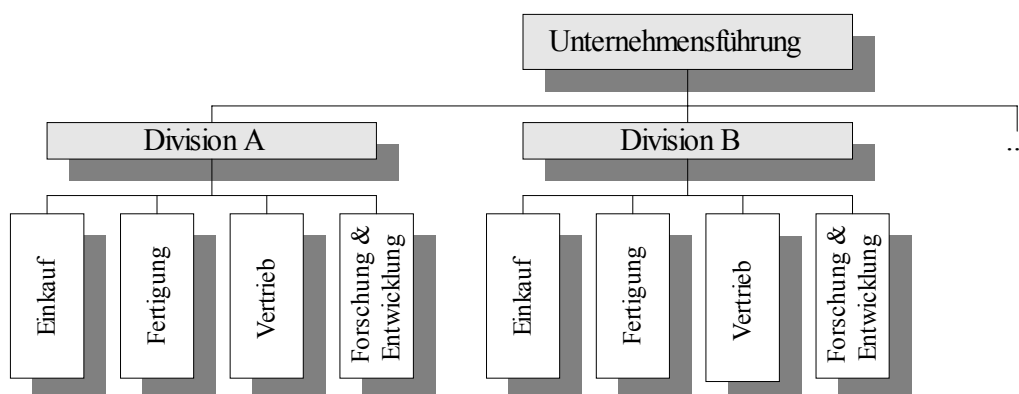 Unternehmensführung
Division A
Division B
..
Einkauf
Fertigung
Vertrieb
Forschung &
Entwicklung
Einkauf
Fertigung
Vertrieb
Forschung &
Entwicklung